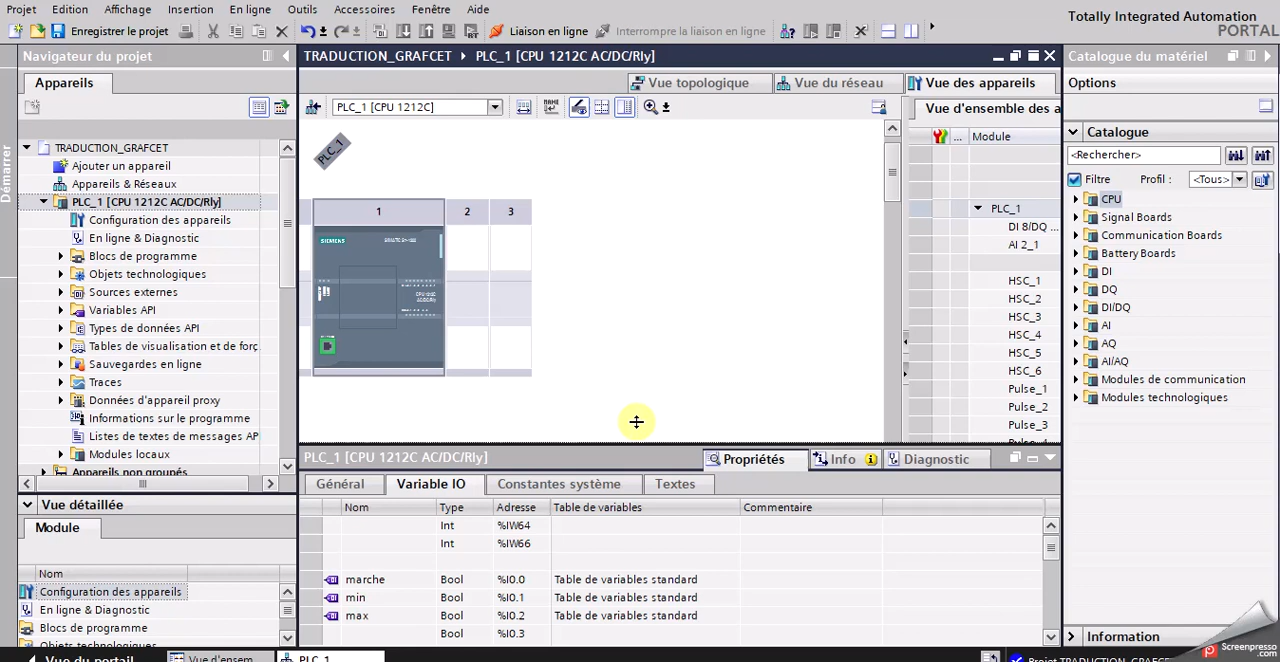 Projet Edition Affichage Insertion En ligne Outils Accessoires Fenêtre Aide
Totally Integrated Automation
PORTAL
Enregistrer le projet
Liaison en ligne
Interrompre la liaison en ligne
Navigateur du projet
TRADUCTION_GRAFCET
PLC_1 [CPU 1212C AC/DC/Rly]
Catalogue du matériel
Démarrer
Appareils
Vue topologique
Vue du réseau
Vue des appareils
Options
PLC_1 [CPU 1212C]
NAME
Vue d'ensemble des a
TRADUCTION_GRAFCET
Ajouter un appareil
Appareils & Réseaux
PLC_1 [CPU 1212C AC/DC/Rly]
Configuration des appareils
En ligne & Diagnostic
Blocs de programme
Objets technologiques
Sources externes
Variables API
Types de données API
Tables de visualisation et de forç
Sauvegardes en ligne
Traces
Données d'appareil proxy
Informations sur le programme
Listes de textes de messages AP
Modules locaux
Appareils non groupés
PLC_1
1 2 3
SIEMENS
... Module
PLC_1
DI 8/DQ ...
AI 2_1
HSC_1
HSC_2
HSC_3
HSC_4
HSC_5
HSC_6
Pulse_1
Pulse_2
Pulse_3
Pulse_4
Catalogue
<Rechercher>
Filtre Profil : <Tous>
CPU
Signal Boards
Communication Boards
Battery Boards
DI
DQ
DI/DQ
AI
AQ
AI/AQ
Modules de communication
Modules technologiques
Information
PLC_1 [CPU 1212C AC/DC/Rly]
Propriétés
Info
Diagnostic
Général
Variable IO
Constantes système
Textes
Nom Type Adresse Table de variables Commentaire
Int %IW64
Int %IW66
marche Bool %I0.0 Table de variables standard
min Bool %I0.1 Table de variables standard
max Bool %I0.2 Table de variables standard
Bool %I0.3
Vue détaillée
Module
Nom
Configuration des appareils
En ligne & Diagnostic
Blocs de programme
Objets technologiques
Vue du portail
Vue d'ensem
PLC_1
Projet TRADUCTION_GRAFCET
Screenpresso
.com